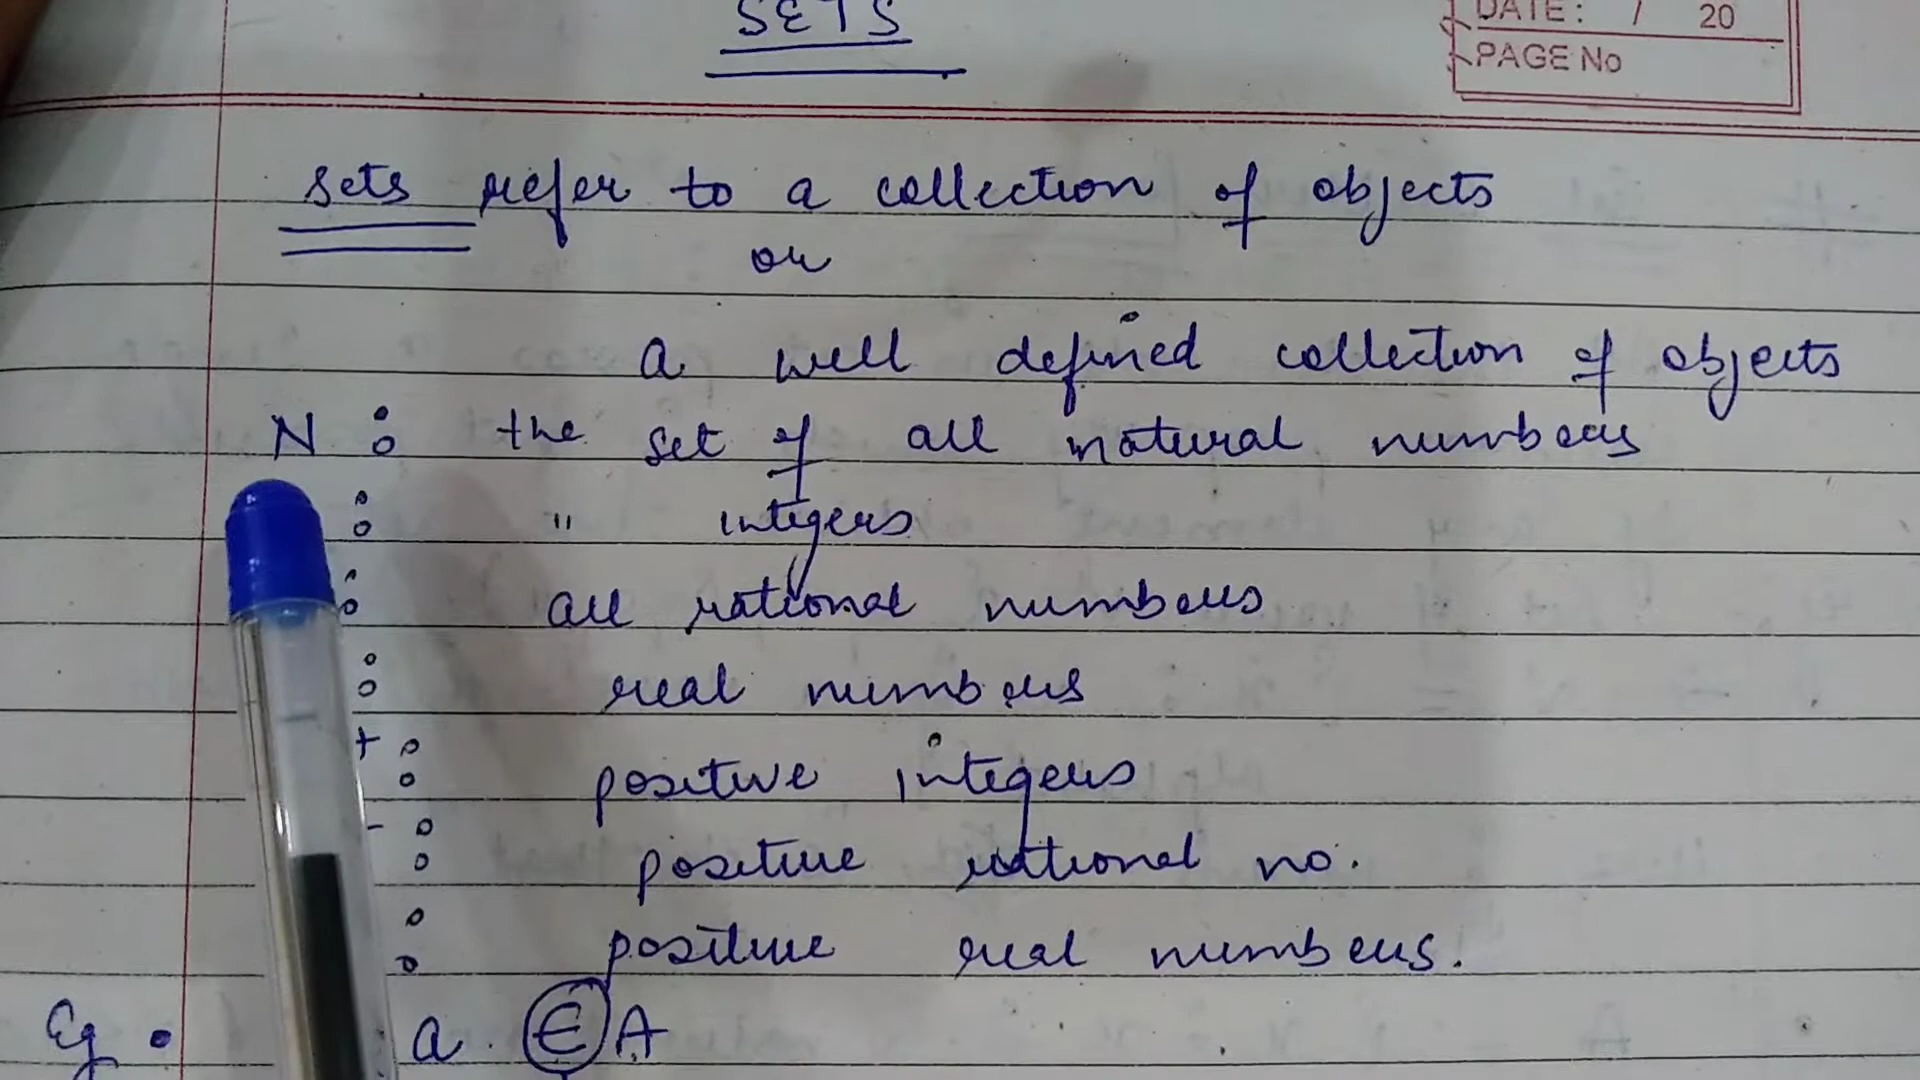 SETS
DATE: / 20
PAGE No
sets refer to a collection of objects
or
a well defined collection of objects
N : the set of all natural numbers
: " integers
: all rational numbers
: real numbers
+ : positive integers
- : positive rational no.
: positive real numbers.
Eg • a ∈ A